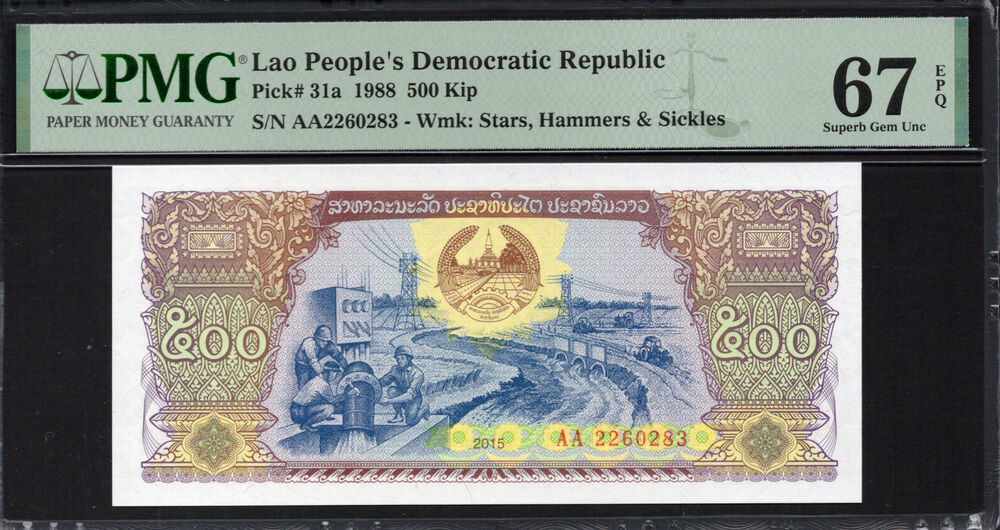 PMG®
PAPER MONEY GUARANTY
Lao People's Democratic Republic
Pick# 31a 1988 500 Kip
S/N AA2260283 - Wmk: Stars, Hammers & Sickles
67 EPQ
Superb Gem Unc
ສາທາລະນະລັດ ປະຊາທິປະໄຕ ປະຊາຊົນລາວ
໕໐໐ ໕໐໐
2015 AA 2260283